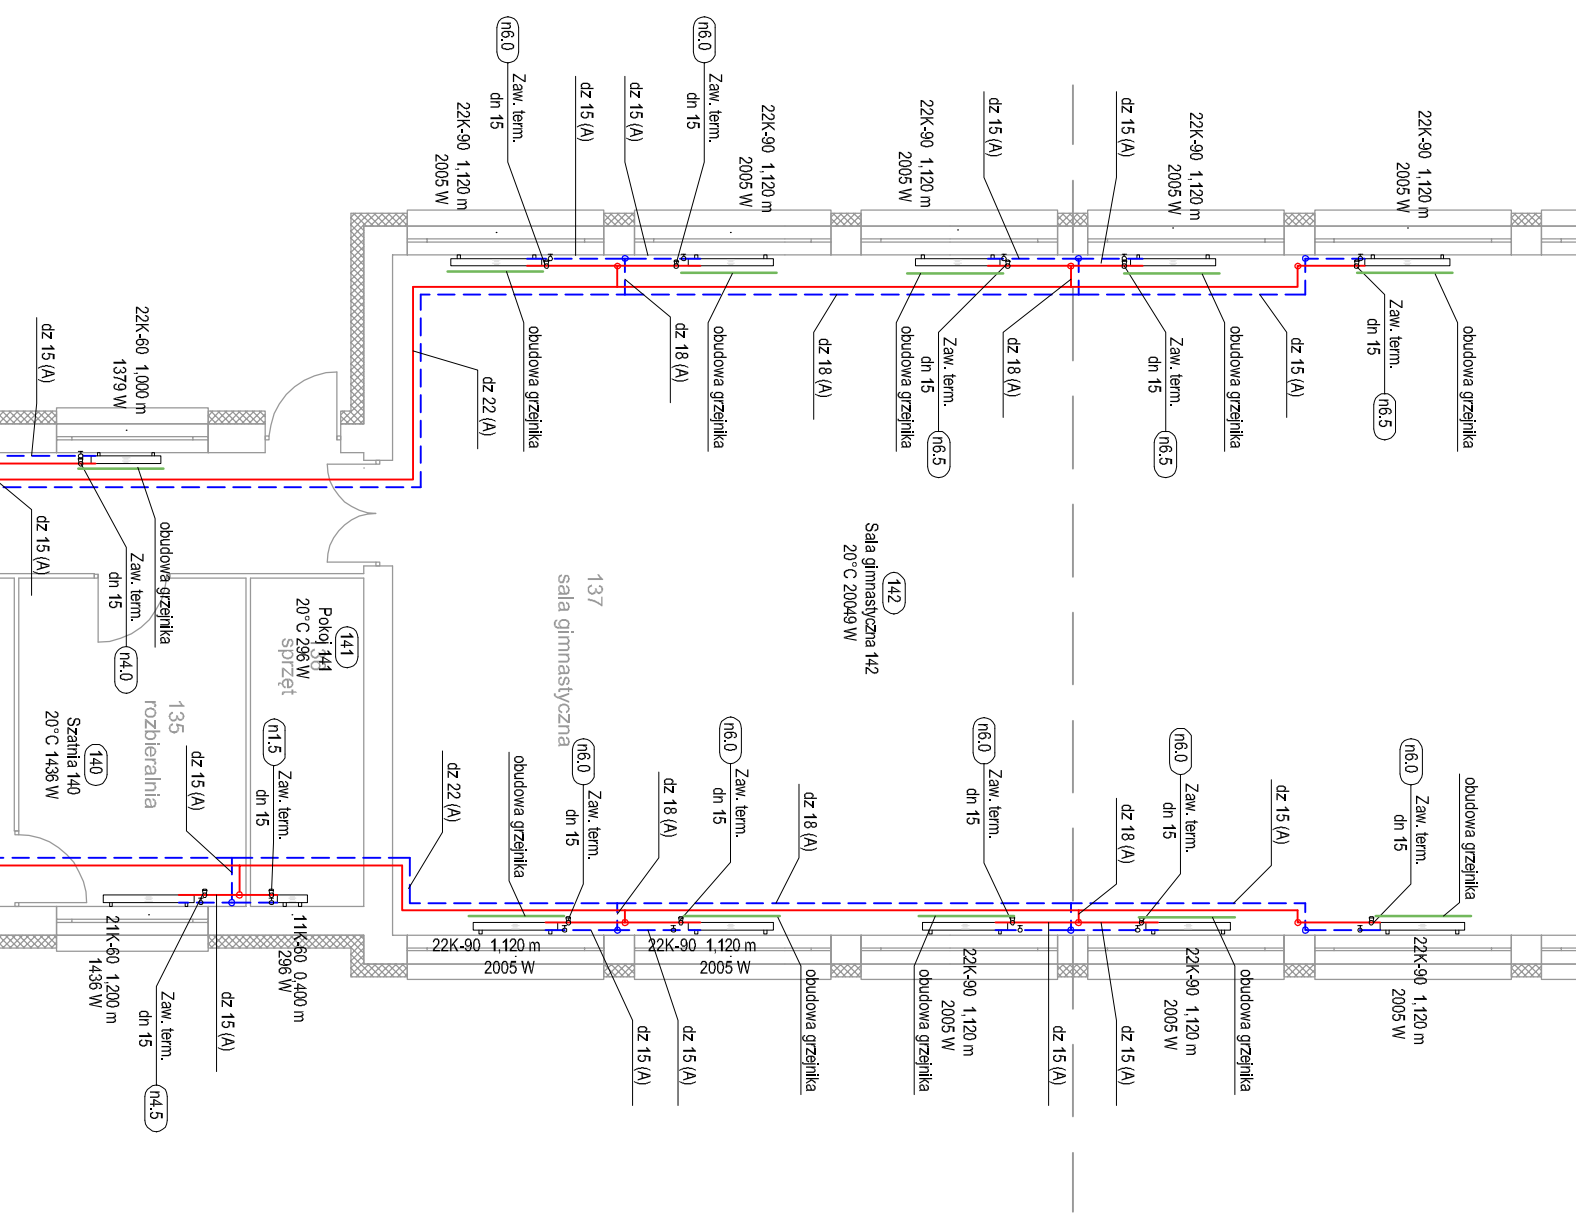 n6.0
Zaw. term.
dn 15
22K-90 1,120 m
2005 W
dz 15 (A)
dz 15 (A)
n6.0
Zaw. term.
dn 15
22K-90 1,120 m
2005 W
22K-90 1,120 m
2005 W
dz 15 (A)
dz 15 (A)
22K-90 1,120 m
2005 W
22K-90 1,120 m
2005 W
dz 15 (A)
22K-60 1,000 m
1379 W
dz 22 (A)
obudowa grzejnika
dz 18 (A)
obudowa grzejnika
dz 18 (A)
obudowa grzejnika
Zaw. term.
dn 15
n6.5
dz 18 (A)
Zaw. term.
dn 15
n6.5
obudowa grzejnika
dz 15 (A)
Zaw. term.
dn 15
n6.5
obudowa grzejnika
dz 15 (A)
Zaw. term.
dn 15
n4.0
obudowa grzejnika
141
Pokoj 141
20°C 296 W
sprzęt
137
sala gimnastyczna
142
Sala gimnastyczna 142
20°C 20049 W
140
Szatnia 140
20°C 1436 W
135
rozbieralnia
dz 15 (A)
n1.5
Zaw. term.
dn 15
dz 22 (A)
obudowa grzejnika
n6.0
Zaw. term.
dn 15
dz 18 (A)
n6.0
Zaw. term.
dn 15
dz 18 (A)
n6.0
Zaw. term.
dn 15
dz 18 (A)
n6.0
Zaw. term.
dn 15
dz 15 (A)
n6.0
Zaw. term.
dn 15
obudowa grzejnika
21K-60 1,200 m
1436 W
Zaw. term.
dn 15
n4.5
dz 15 (A)
11K-60 0,400 m
296 W
22K-90 1,120 m
2005 W
22K-90 1,120 m
2005 W
dz 15 (A)
dz 15 (A)
obudowa grzejnika
obudowa grzejnika
22K-90 1,120 m
2005 W
dz 15 (A)
dz 15 (A)
22K-90 1,120 m
2005 W
obudowa grzejnika
22K-90 1,120 m
2005 W